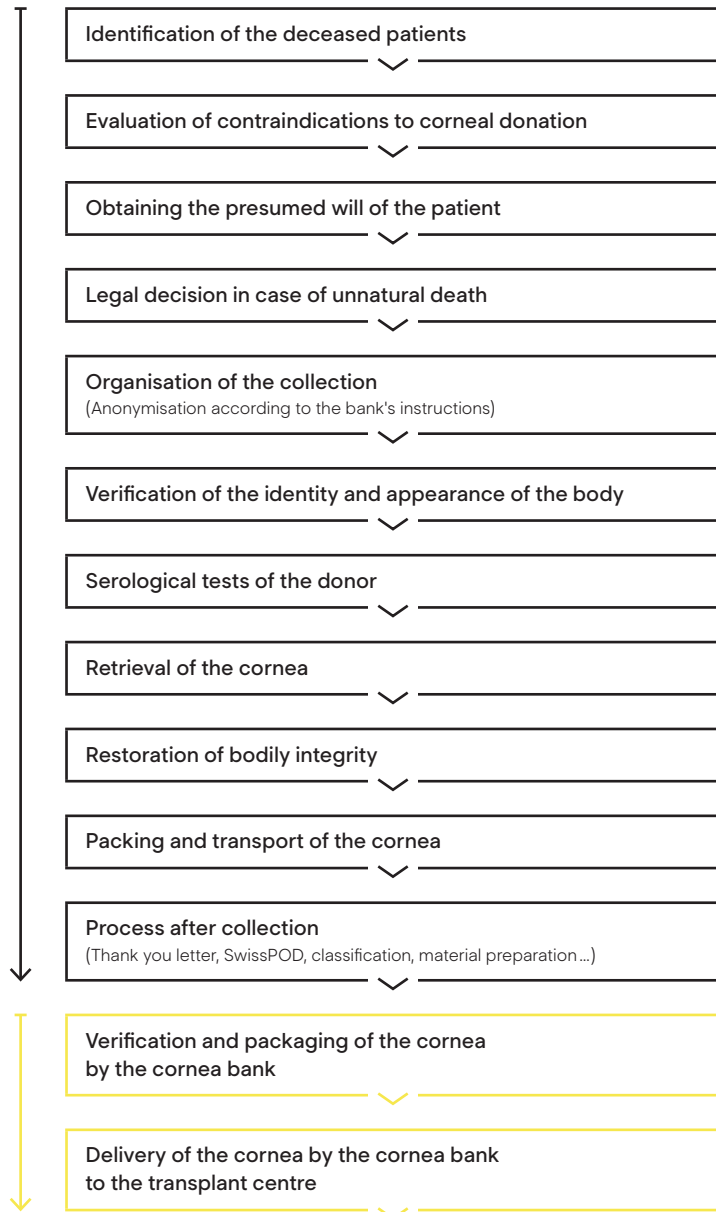 Identification of the deceased patients
Evaluation of contraindications to corneal donation
Obtaining the presumed will of the patient
Legal decision in case of unnatural death
Organisation of the collection
(Anonymisation according to the bank's instructions)
Verification of the identity and appearance of the body
Serological tests of the donor
Retrieval of the cornea
Restoration of bodily integrity
Packing and transport of the cornea
Process after collection
(Thank you letter, SwissPOD, classification, material preparation ...)
Verification and packaging of the cornea
by the cornea bank
Delivery of the cornea by the cornea bank
to the transplant centre